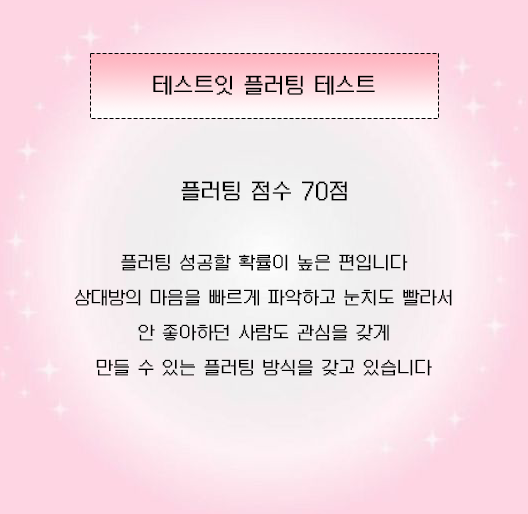 테스트잇 플러팅 테스트
플러팅 점수 70점
플러팅 성공할 확률이 높은 편입니다
상대방의 마음을 빠르게 파악하고 눈치도 빨라서
안 좋아하던 사람도 관심을 갖게
만들 수 있는 플러팅 방식을 갖고 있습니다